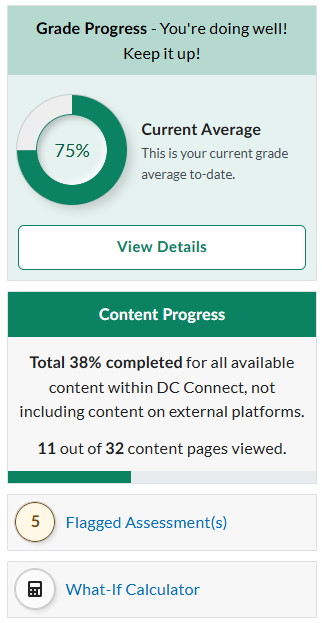 Grade Progress - You're doing well!
Keep it up!
75%
Current Average
This is your current grade
average to-date.
View Details
Content Progress
Total 38% completed for all available
content within DC Connect, not
including content on external platforms.
11 out of 32 content pages viewed.
5
Flagged Assessment(s)
What-If Calculator